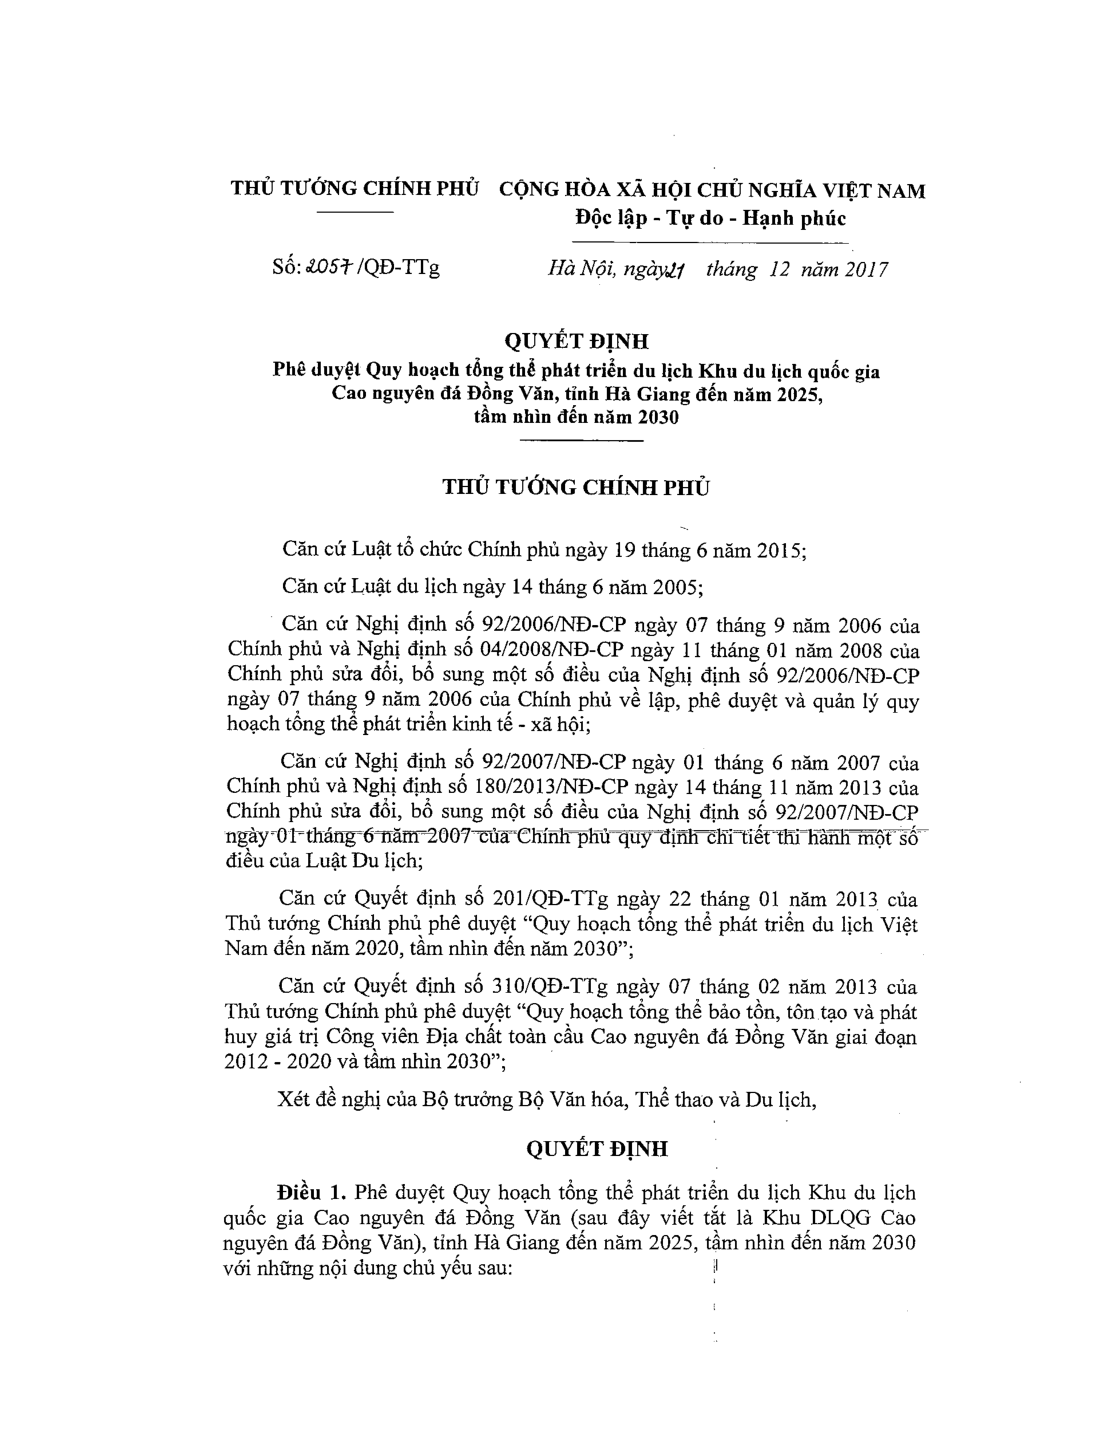 THỦ TƯỚNG CHÍNH PHỦ
CỘNG HÒA XÃ HỘI CHỦ NGHĨA VIỆT NAM
Độc lập - Tự do - Hạnh phúc
Số: 2057 /QĐ-TTg
Hà Nội, ngày 21 tháng 12 năm 2017
QUYẾT ĐỊNH
Phê duyệt Quy hoạch tổng thể phát triển du lịch Khu du lịch quốc gia
Cao nguyên đá Đồng Văn, tỉnh Hà Giang đến năm 2025,
tầm nhìn đến năm 2030
THỦ TƯỚNG CHÍNH PHỦ
Căn cứ Luật tổ chức Chính phủ ngày 19 tháng 6 năm 2015;
Căn cứ Luật du lịch ngày 14 tháng 6 năm 2005;
Căn cứ Nghị định số 92/2006/NĐ-CP ngày 07 tháng 9 năm 2006 của
Chính phủ và Nghị định số 04/2008/NĐ-CP ngày 11 tháng 01 năm 2008 của
Chính phủ sửa đổi, bổ sung một số điều của Nghị định số 92/2006/NĐ-CP
ngày 07 tháng 9 năm 2006 của Chính phủ về lập, phê duyệt và quản lý quy
hoạch tổng thể phát triển kinh tế - xã hội;
Căn cứ Nghị định số 92/2007/NĐ-CP ngày 01 tháng 6 năm 2007 của
Chính phủ và Nghị định số 180/2013/NĐ-CP ngày 14 tháng 11 năm 2013 của
Chính phủ sửa đổi, bổ sung một số điều của Nghị định số 92/2007/NĐ-CP
ngày 01 tháng 6 năm 2007 của Chính phủ quy định chi tiết thi hành một số
điều của Luật Du lịch;
Căn cứ Quyết định số 201/QĐ-TTg ngày 22 tháng 01 năm 2013 của
Thủ tướng Chính phủ phê duyệt “Quy hoạch tổng thể phát triển du lịch Việt
Nam đến năm 2020, tầm nhìn đến năm 2030”;
Căn cứ Quyết định số 310/QĐ-TTg ngày 07 tháng 02 năm 2013 của
Thủ tướng Chính phủ phê duyệt “Quy hoạch tổng thể bảo tồn, tôn tạo và phát
huy giá trị Công viên Địa chất toàn cầu Cao nguyên đá Đồng Văn giai đoạn
2012 - 2020 và tầm nhìn 2030”;
Xét đề nghị của Bộ trưởng Bộ Văn hóa, Thể thao và Du lịch,
QUYẾT ĐỊNH
Điều 1. Phê duyệt Quy hoạch tổng thể phát triển du lịch Khu du lịch
quốc gia Cao nguyên đá Đồng Văn (sau đây viết tắt là Khu DLQG Cao
nguyên đá Đồng Văn), tỉnh Hà Giang đến năm 2025, tầm nhìn đến năm 2030
với những nội dung chủ yếu sau: